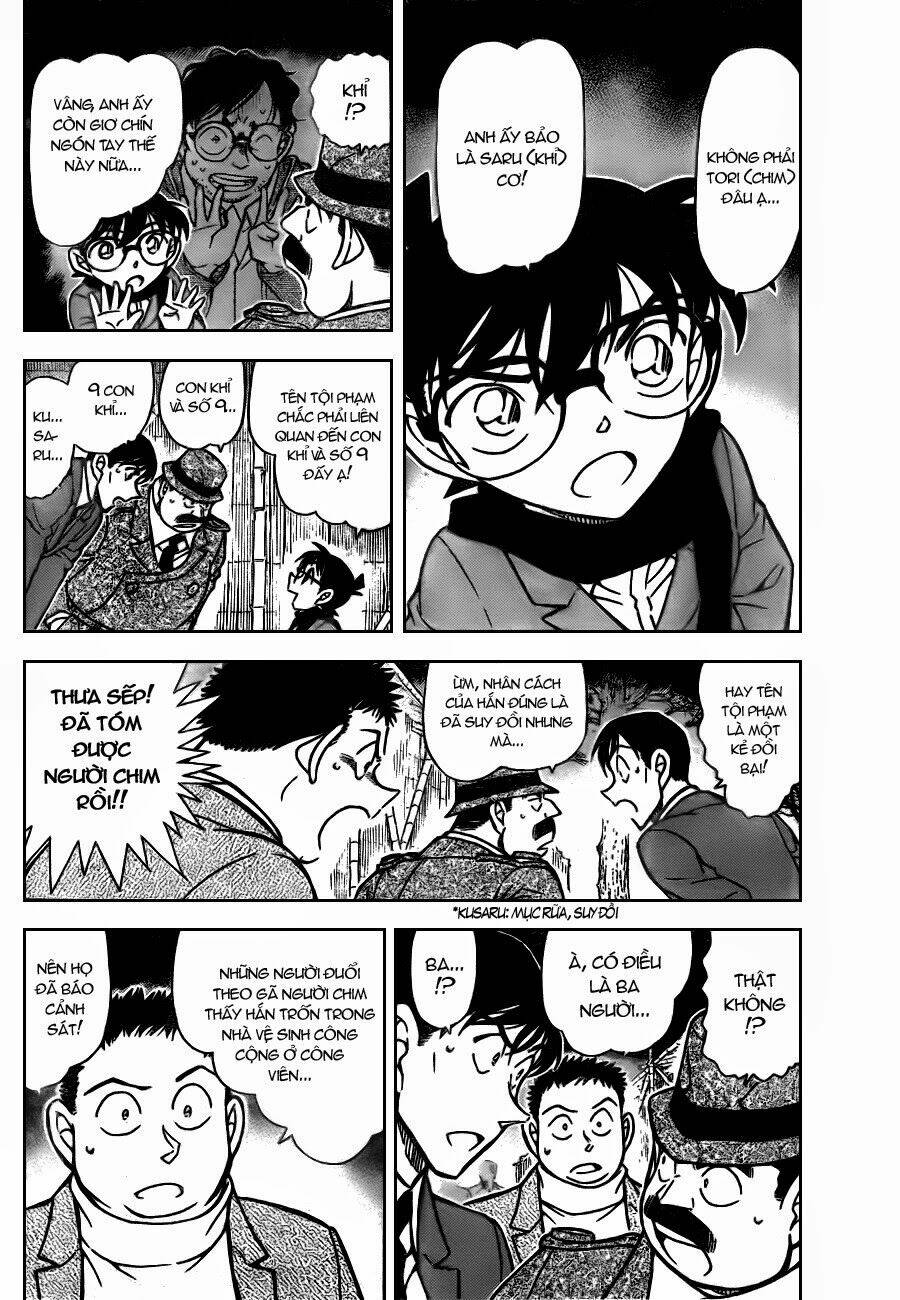 KHÔNG PHẢI
TORI (CHIM)
ĐÂU Ạ...
ANH ẤY BẢO
LÀ SARU (KHỈ)
CƠ!
KHỈ
!?
VÂNG, ANH ẤY
CÒN GIƠ CHÍN
NGÓN TAY THẾ
NÀY NỮA...
TÊN TỘI PHẠM
CHẮC PHẢI LIÊN
QUAN ĐẾN CON
KHỈ VÀ SỐ 9
ĐẤY Ạ!
CON KHỈ
VÀ SỐ 9...
9 CON
KHỈ...
KU...
SA-
RU...
HAY TÊN
TỘI PHẠM
LÀ MỘT
KẺ ĐỒI
BẠI!
ỪM, NHÂN CÁCH
CỦA HẮN ĐÚNG LÀ
ĐÃ SUY ĐỒI NHƯNG
MÀ...
THƯA SẾP!
ĐÃ TÓM
ĐƯỢC
NGƯỜI CHIM
RỒI!!
*KUSARU: MỤC RỮA, SUY ĐỒI
THẬT
KHÔNG
!?
À, CÓ ĐIỀU
LÀ BA
NGƯỜI...
BA...
!?
NHỮNG NGƯỜI ĐUỔI
THEO GÃ NGƯỜI CHIM
THẤY HẮN TRỐN TRONG
NHÀ VỆ SINH CÔNG
CỘNG Ở CÔNG
VIÊN...
NÊN HỌ
ĐÃ BÁO
CẢNH
SÁT!